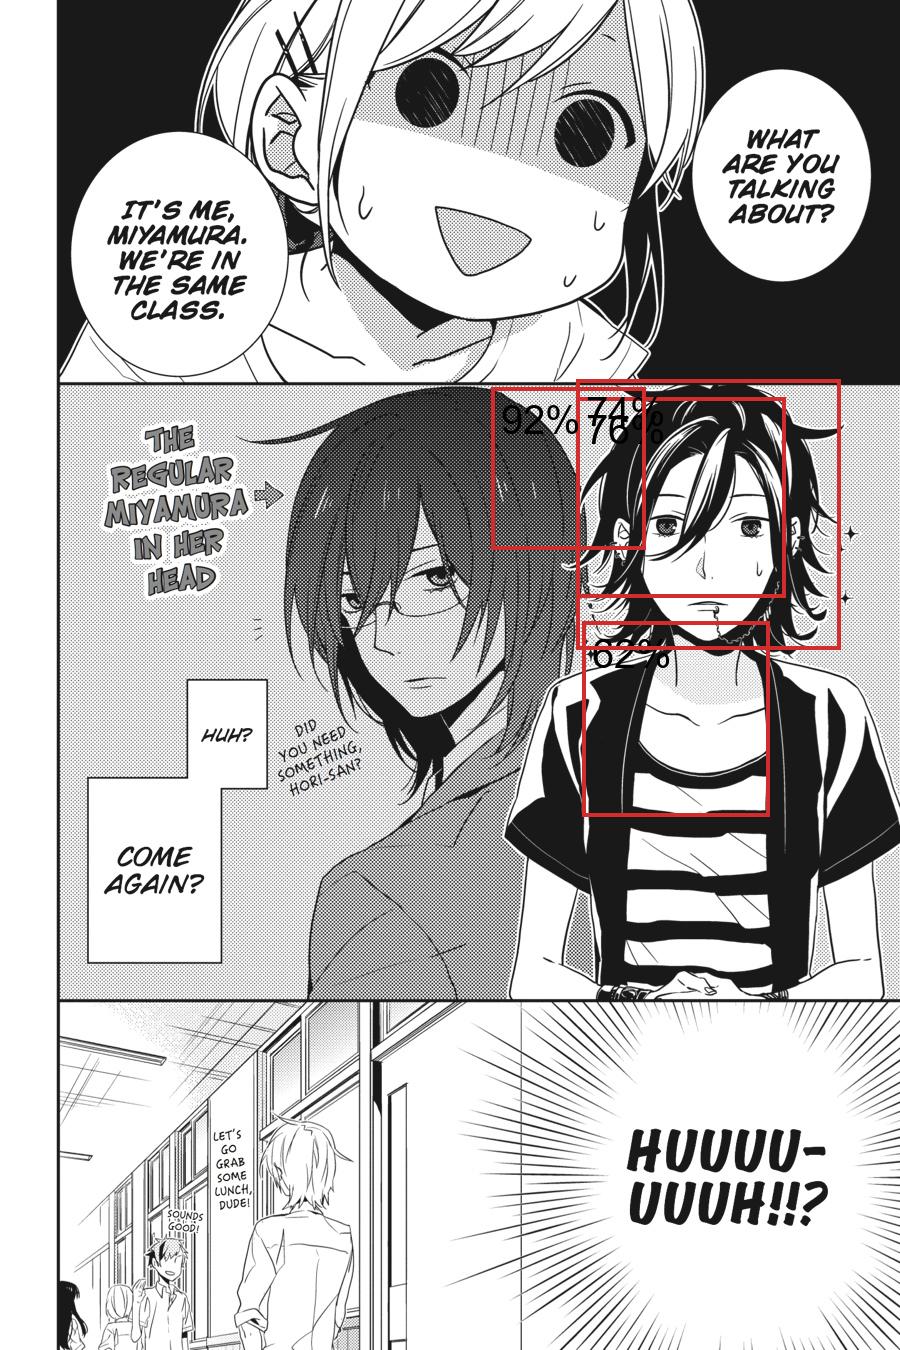 WHAT
ARE YOU
TALKING
ABOUT?
IT'S ME,
MIYAMURA.
WE'RE IN
THE SAME
CLASS.
92%
74%
76%
62%
THE
REGULAR
MIYAMURA
IN HER
HEAD
DID
YOU NEED
SOMETHING,
HORI-SAN?
HUH?
COME
AGAIN?
HUUUU-
UUUH!!?
LET'S
GO
GRAB
SOME
LUNCH,
DUDE!
SOUNDS
GOOD!